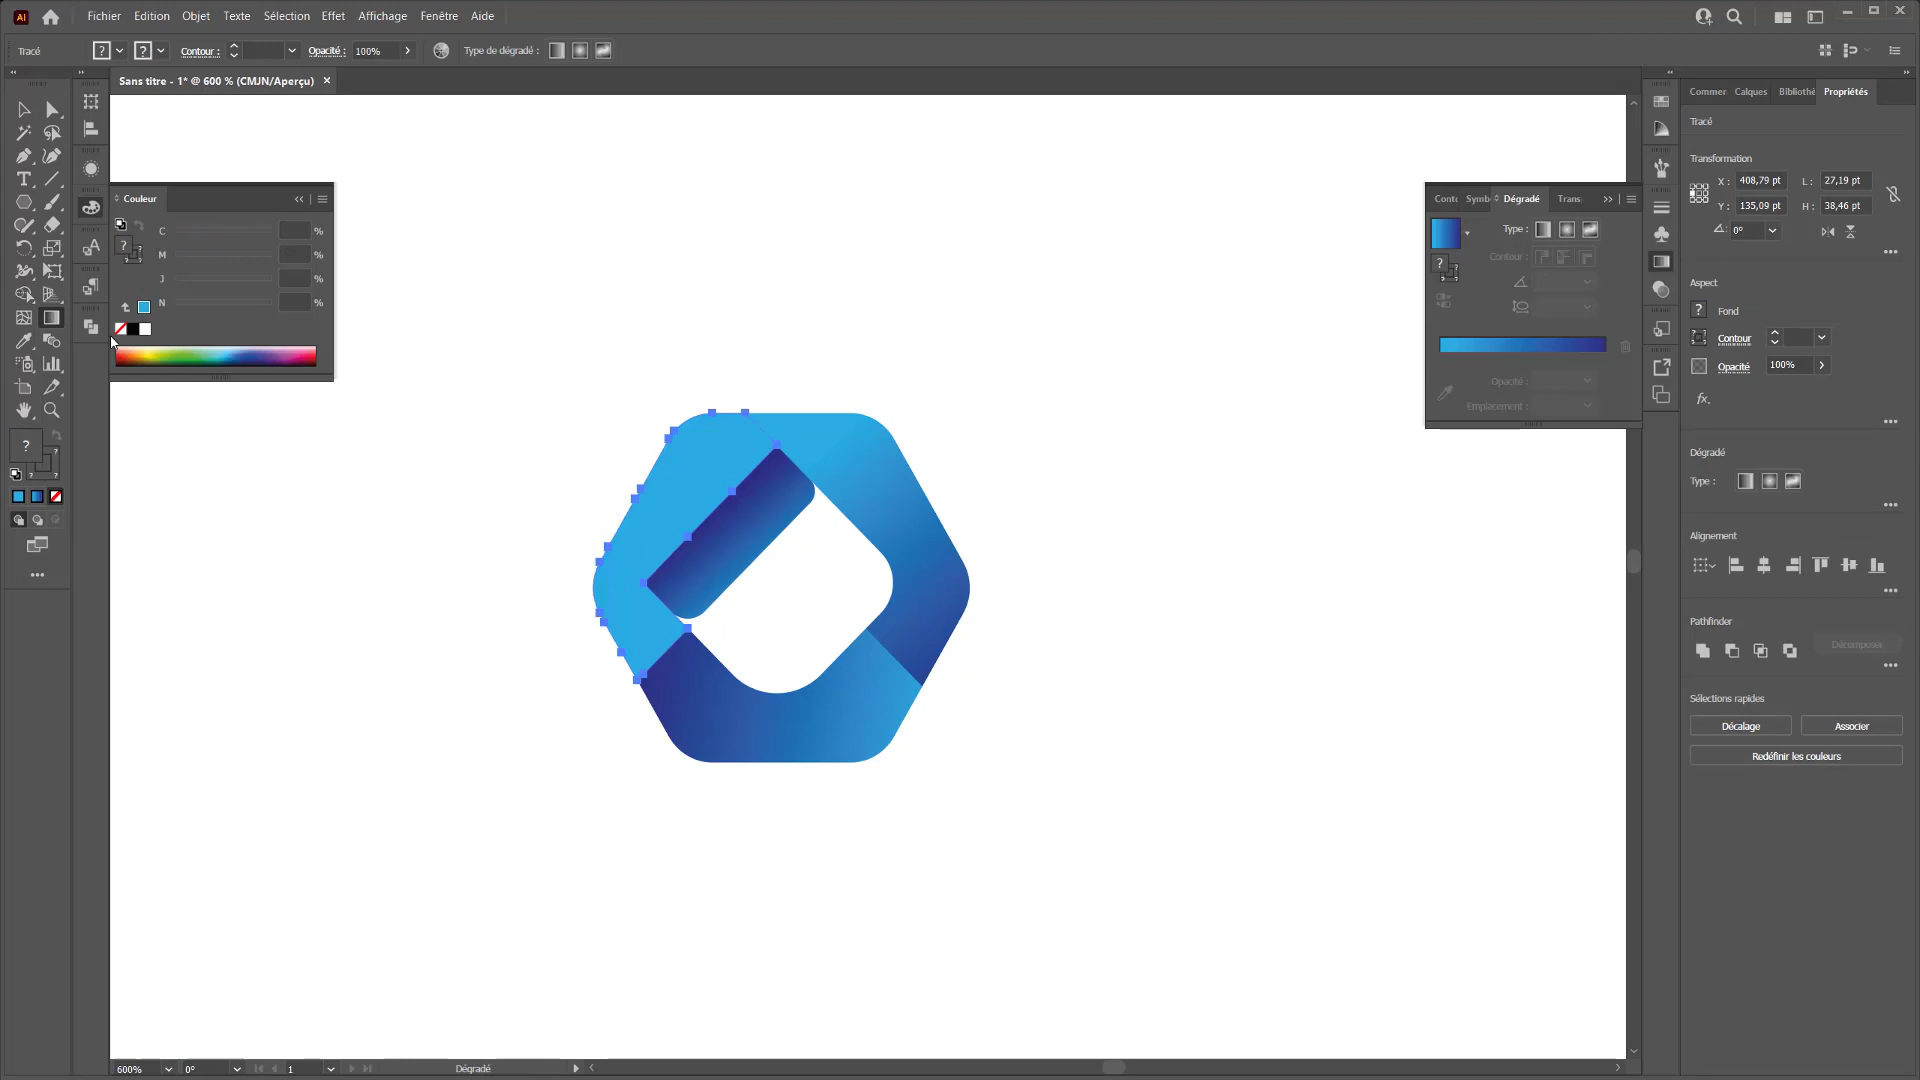 Fichier Edition Objet Texte Sélection Effet Affichage Fenêtre Aide
Tracé ? ? Contour : Opacité : 100% Type de dégradé :
Sans titre - 1* @ 600 % (CMJN/Aperçu) ×
Commer Calques Bibliothè Propriétés
Tracé
Transformation
X : 408,79 pt L : 27,19 pt
Y : 135,09 pt H : 38,46 pt
0°
Aspect
? Fond
Contour
Opacité 100%
fx.
Dégradé
Type :
Alignement
Pathfinder
Décomposer
Sélections rapides
Décalage Associer
Redéfinir les couleurs
Couleur
C %
M %
J %
N %
?
Conto Symb Dégradé Trans
Type :
Contour :
?
Opacité :
Emplacement :
?
600% 0° 1 Dégradé